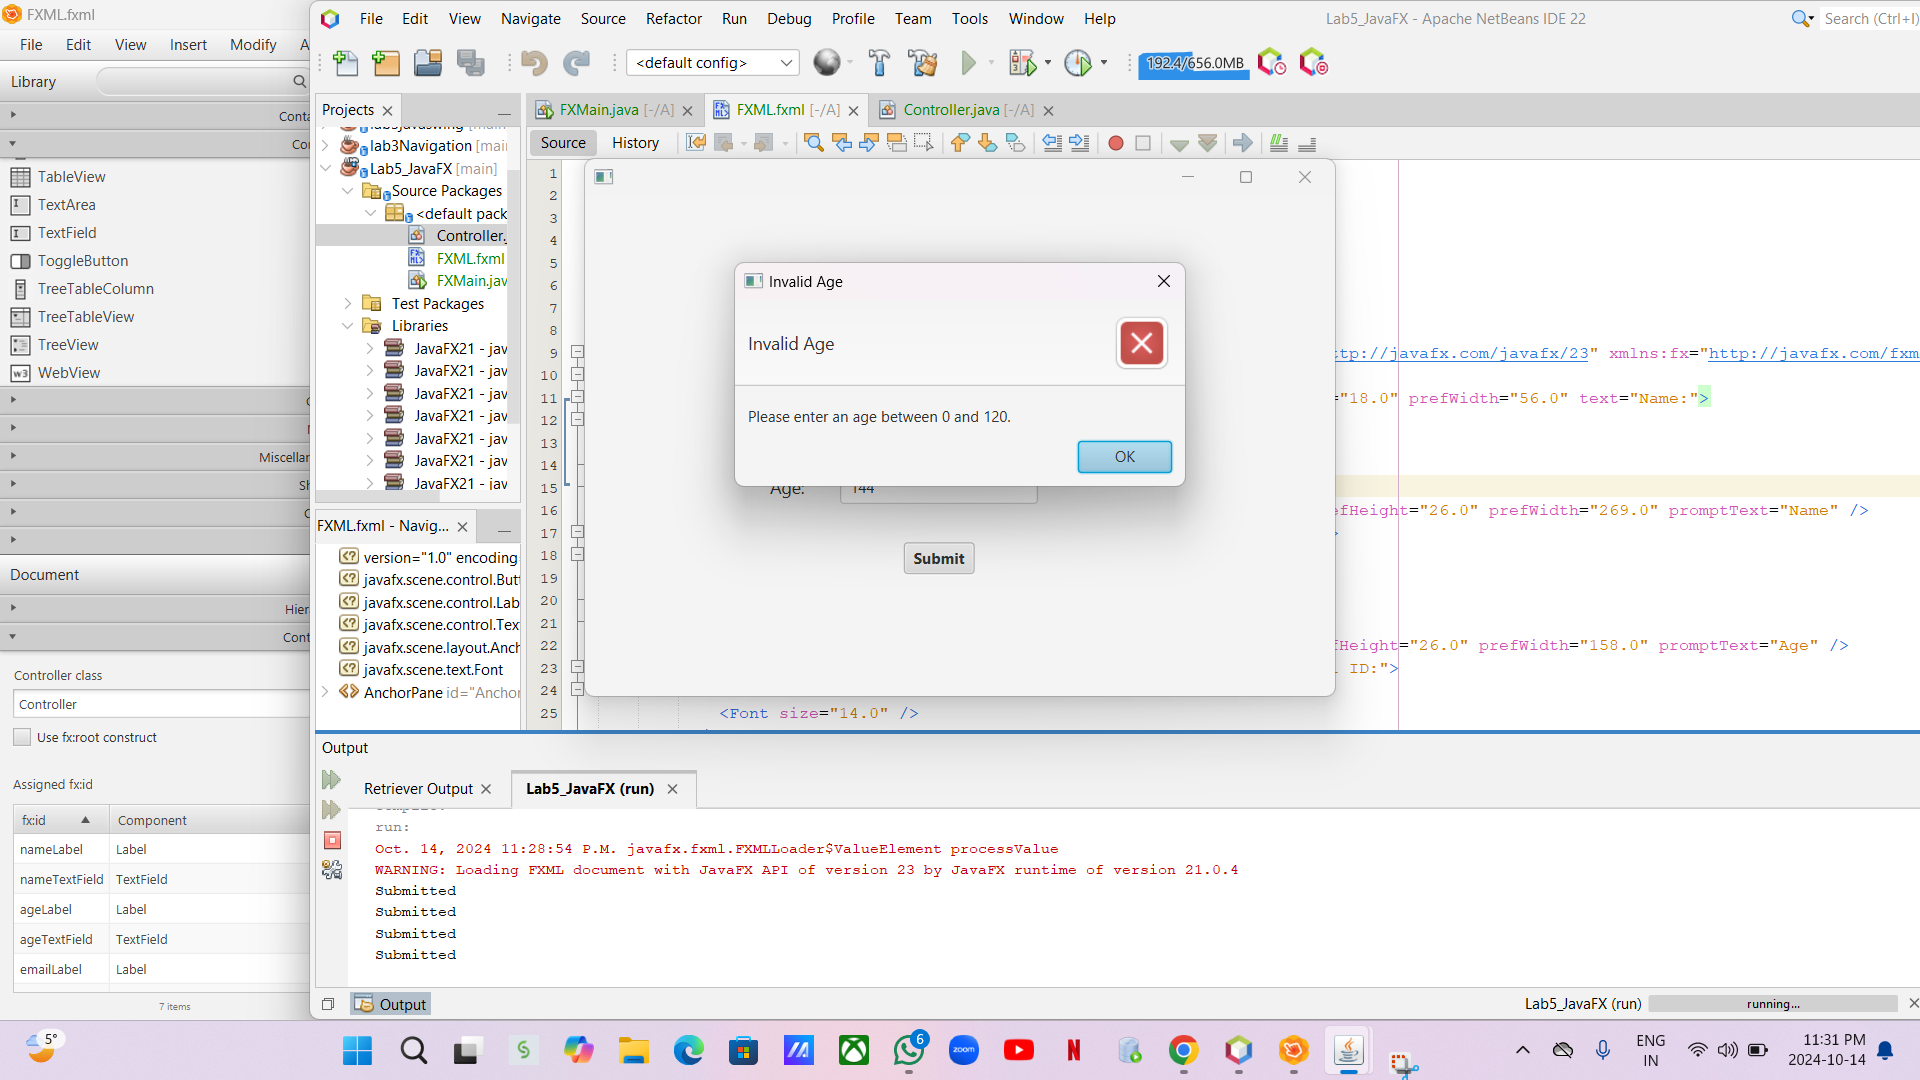 FXML.fxml
File Edit View Insert Modify
Library
TableView
TextArea
TextField
ToggleButton
TreeTableColumn
TreeTableView
TreeView
WebView
Miscellan
Document
Hier
Cont
Controller class
Controller
Use fx:root construct
Assigned fx:id
fx:id Component
nameLabel Label
nameTextField TextField
ageLabel Label
ageTextField TextField
emailLabel Label
7 items
File Edit View Navigate Source Refactor Run Debug Profile Team Tools Window Help
Lab5_JavaFX - Apache NetBeans IDE 22
Search (Ctrl+I)
<default config>
192.4/656.0MB
Projects
lab3Navigation [mai
Lab5_JavaFX [main]
Source Packages
<default pack
Controller.
FXML.fxml
FXMain.jav
Test Packages
Libraries
JavaFX21 - jav
JavaFX21 - jav
JavaFX21 - jav
JavaFX21 - jav
JavaFX21 - jav
JavaFX21 - jav
JavaFX21 - jav
FXML.fxml - Navig...
version="1.0" encoding
javafx.scene.control.But
javafx.scene.control.Lab
javafx.scene.control.Tex
javafx.scene.layout.Anch
javafx.scene.text.Font
AnchorPane id="Anchor
FXMain.java [-/A] FXML.fxml [-/A] Controller.java [-/A]
Source History
1
2
3
4
5
6
7
8
9 ttp://javafx.com/javafx/23" xmlns:fx="http://javafx.com/fxm
10
11 ="18.0" prefWidth="56.0" text="Name:">
12
13
14
15
16 fHeight="26.0" prefWidth="269.0" promptText="Name" />
17 >
18
19
20
21
22 fHeight="26.0" prefWidth="158.0" promptText="Age" />
23 ID:">
24
25 <Font size="14.0" />
Invalid Age
Invalid Age
Please enter an age between 0 and 120.
OK
Age: 144
Submit
Output
Retriever Output Lab5_JavaFX (run)
run:
Oct. 14, 2024 11:28:54 P.M. javafx.fxml.FXMLLoader$ValueElement processValue
WARNING: Loading FXML document with JavaFX API of version 23 by JavaFX runtime of version 21.0.4
Submitted
Submitted
Submitted
Submitted
Output
Lab5_JavaFX (run) running...
5°
6
zoom
ENG
IN
11:31 PM
2024-10-14